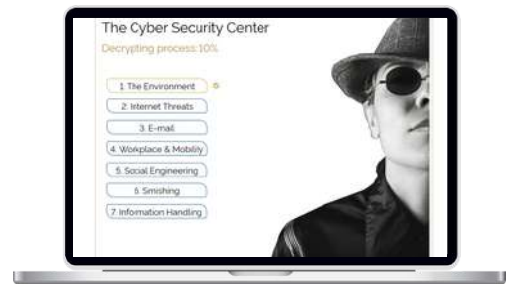 The Cyber Security Center
Decrypting process:10%
1. The Environment
2. Internet Threats
3. E-mail
4. Workplace & Mobility
5. Social Engineering
6. Smishing
7. Information Handling